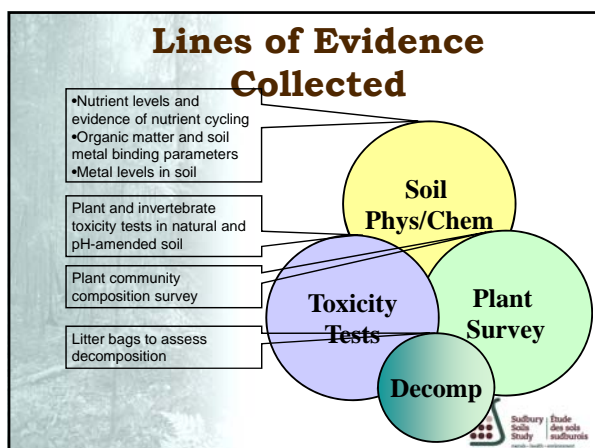 Lines of Evidence
Collected
•Nutrient levels and
evidence of nutrient cycling
•Organic matter and soil
metal binding parameters
•Metal levels in soil
Plant and invertebrate
toxicity tests in natural and
pH-amended soil
Plant community
composition survey
Litter bags to assess
decomposition
Soil
Phys/Chem
Toxicity
Tests
Plant
Survey
Decomp
Sudbury
Soils
Study
Étude
des sols
sudburois